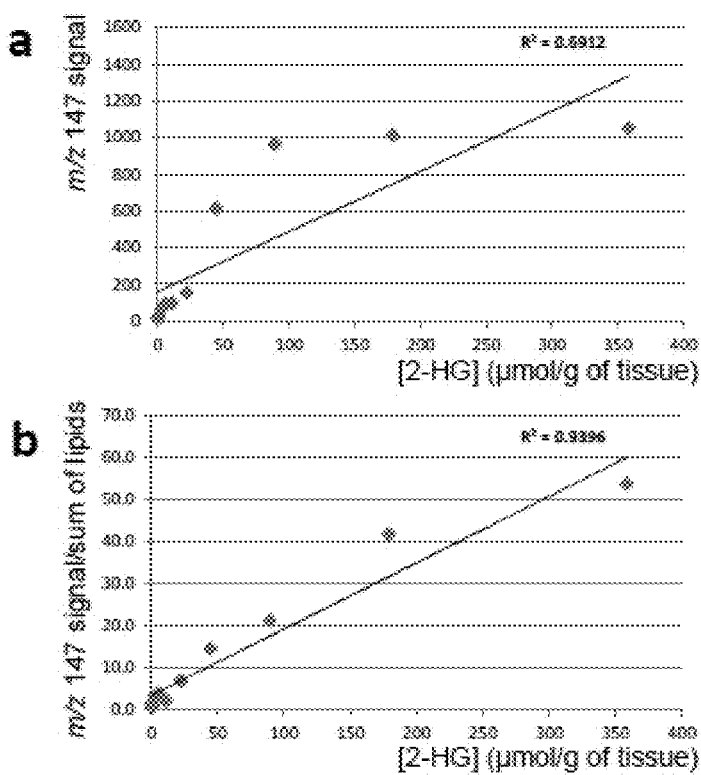 a
m/z 147 signal
1600
1400
1200
1000
800
600
400
200
0
R² = 0.6912
0 50 100 150 200 250 300 350 400
[2-HG] (µmol/g of tissue)
b
m/z 147 signal/sum of lipids
70.0
60.0
50.0
40.0
30.0
20.0
10.0
0.0
R² = 0.9396
0 50 100 150 200 250 300 350 400
[2-HG] (µmol/g of tissue)